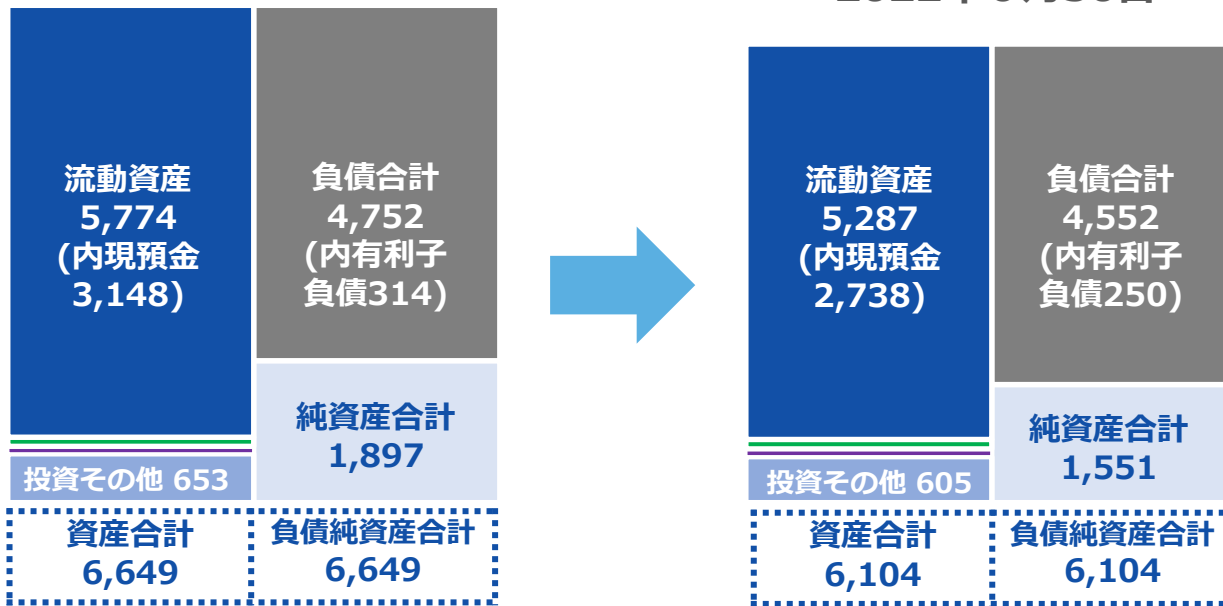 流動資産
5,774
(内現預金
3,148)
負債合計
4,752
(内有利子
負債314)
純資産合計
1,897
投資その他 653
資産合計
6,649
負債純資産合計
6,649
流動資産
5,287
(内現預金
2,738)
負債合計
4,552
(内有利子
負債250)
純資産合計
1,551
投資その他 605
資産合計
6,104
負債純資産合計
6,104